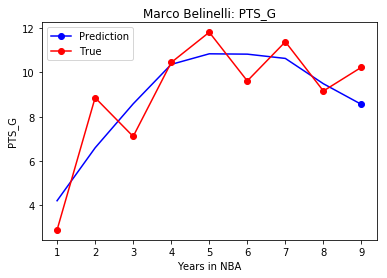 Marco Belinelli: PTS_G
Prediction
True
12
10
8
6
4
PTS_G
1 2 3 4 5 6 7 8 9
Years in NBA